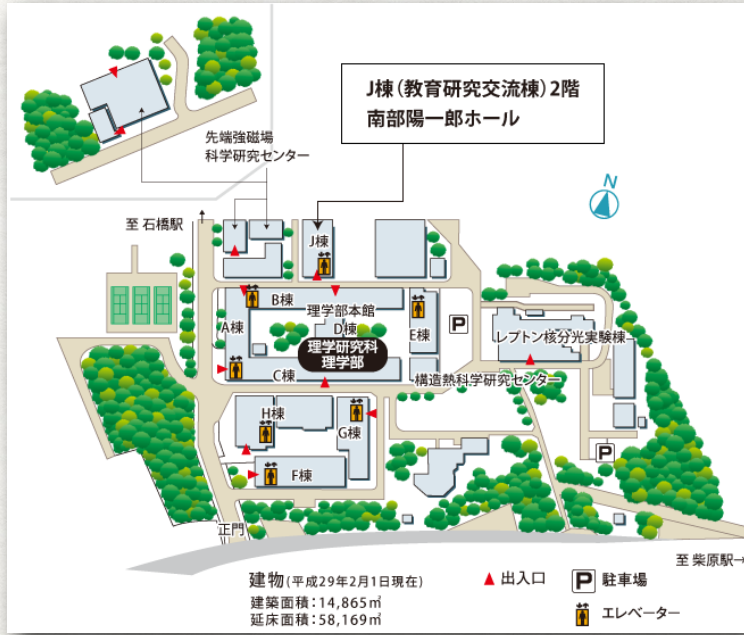 J棟(教育研究交流棟)2階
南部陽一郎ホール
先端強磁場
科学研究センター
N
至 石橋駅
J棟
B棟
理学部本館
A棟
D棟
E棟
P
レプトン核分光実験棟
理学研究科
理学部
C棟
構造熱科学研究センター
H棟
G棟
F棟
P
正門
至 柴原駅→
建物(平成29年2月1日現在)
建築面積:14,865㎡
延床面積:58,169㎡
出入口
P 駐車場
エレベーター